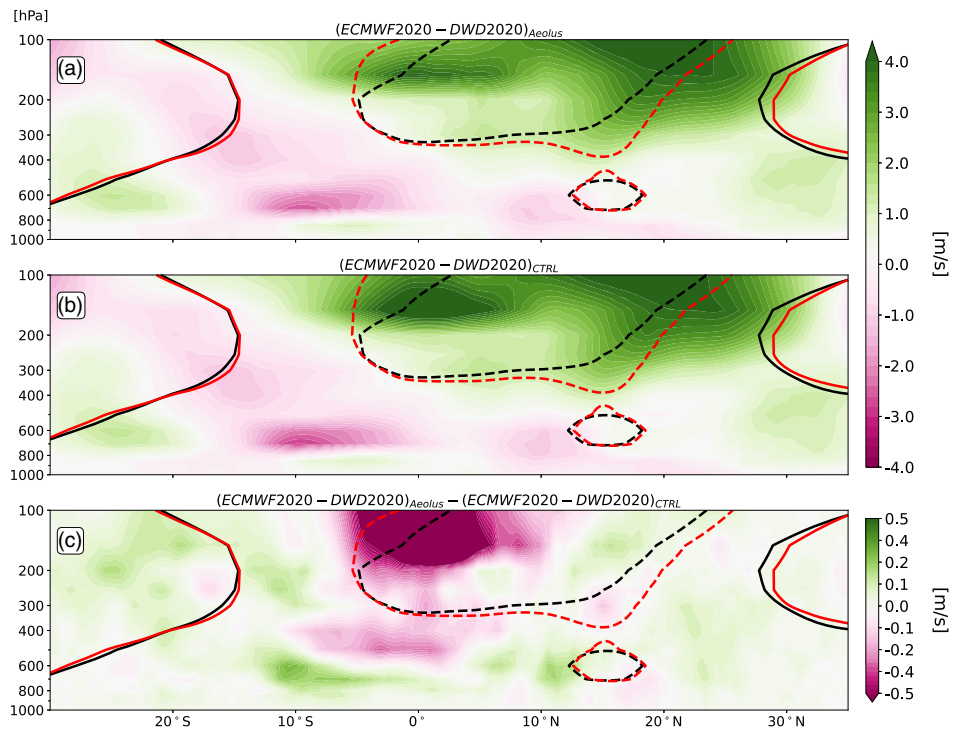 [hPa]
(ECMWF2020 − DWD2020)Aeolus
(a)
100
200
300
400
600
800
1000
4.0
3.0
2.0
1.0
0.0
-1.0
-2.0
-3.0
-4.0
[m/s]
(ECMWF2020 − DWD2020)CTRL
(b)
100
200
300
400
600
800
1000
(ECMWF2020 − DWD2020)Aeolus − (ECMWF2020 − DWD2020)CTRL
(c)
100
200
300
400
600
800
1000
0.5
0.4
0.2
0.1
0.0
-0.1
-0.2
-0.4
-0.5
[m/s]
20°S
10°S
0°
10°N
20°N
30°N